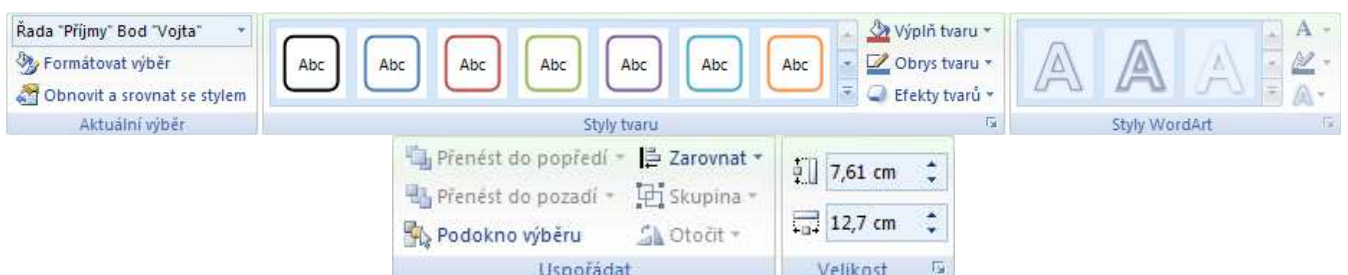 Řada "Příjmy" Bod "Vojta"
Formátovat výběr
Obnovit a srovnat se stylem
Aktuální výběr
Abc Abc Abc Abc Abc Abc Abc
Výplň tvaru
Obrys tvaru
Efekty tvarů
Styly tvaru
A A A A
A
Styly WordArt
Přenést do popředí
Přenést do pozadí
Podokno výběru
Zarovnat
Skupina
Otočit
Uspořádat
7,61 cm
12,7 cm
Velikost